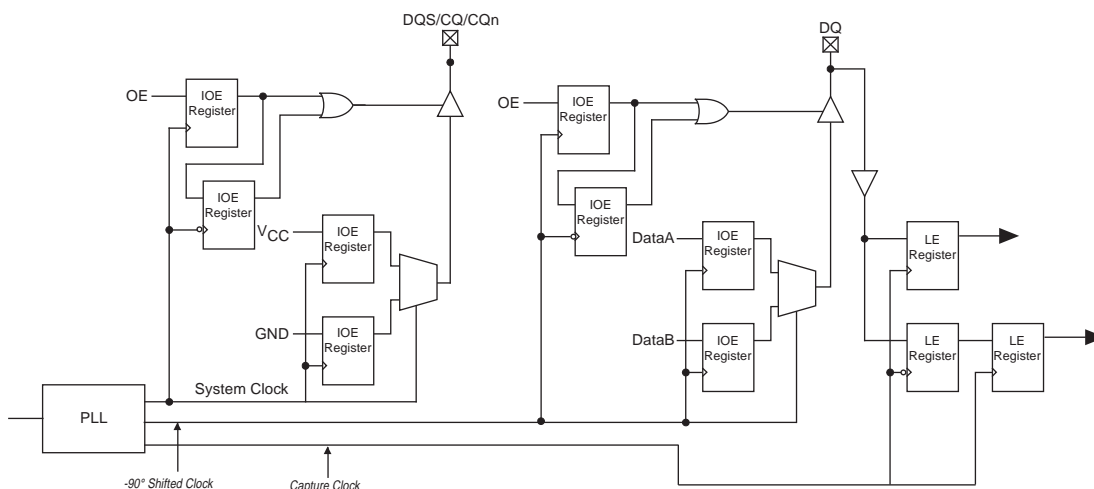 DQS/CQ/CQn
DQ
OE
IOE
Register
OE
IOE
Register
IOE
Register
IOE
Register
VCC
IOE
Register
DataA
IOE
Register
LE
Register
GND
IOE
Register
DataB
IOE
Register
LE
Register
LE
Register
System Clock
PLL
-90° Shifted Clock
Capture Clock